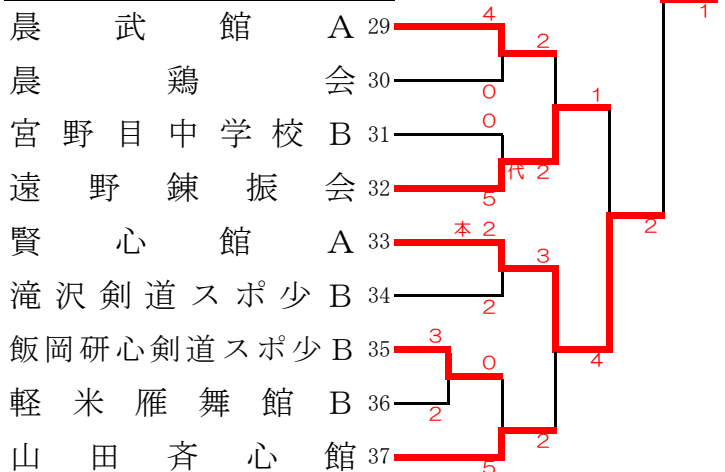 1
晨武館A 29 4
2
晨鶏会 30 0
1
宮野目中学校B 31 0
代 2
遠野錬振会 32 5
2
賢心館A 33 本 2
3
滝沢剣道スポ少B 34 2
飯岡研心剣道スポ少B 35 3
4
0
軽米雁舞館B 36 2
2
山田斉心館 37 5